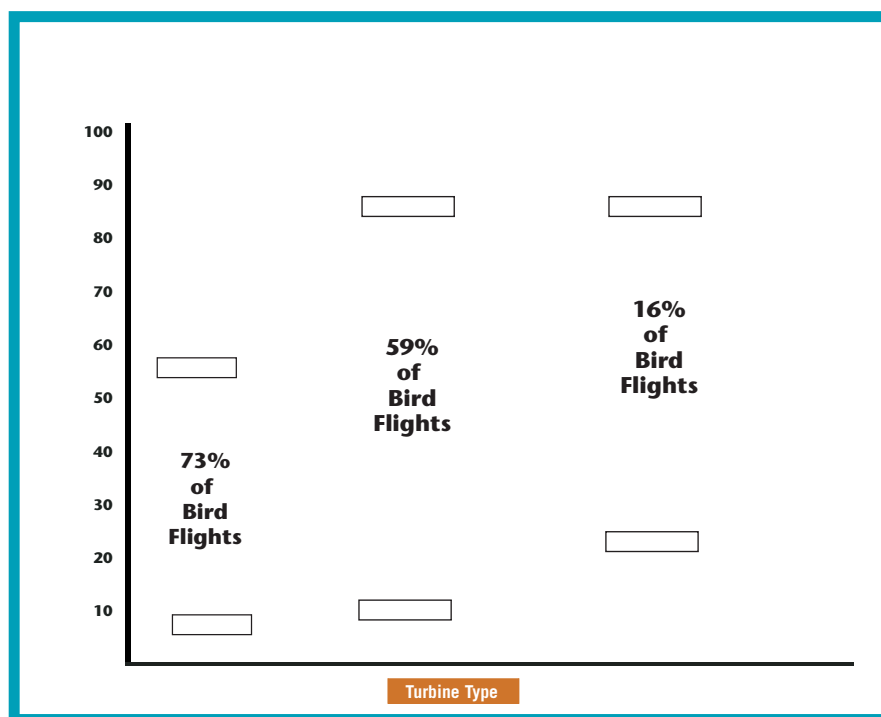 100
90
80
70
60
50
40
30
20
10
73%
of
Bird
Flights
59%
of
Bird
Flights
16%
of
Bird
Flights
Turbine Type